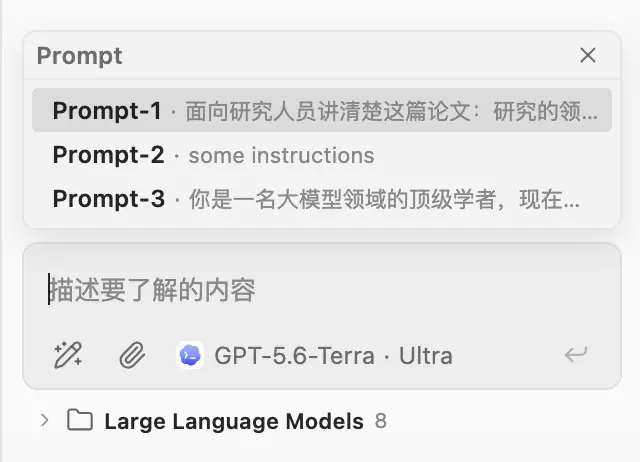 Prompt
Prompt-1 · 面向研究人员讲清楚这篇论文：研究的领...
Prompt-2 · some instructions
Prompt-3 · 你是一名大模型领域的顶级学者，现在...
描述要了解的内容
GPT-5.6-Terra · Ultra
Large Language Models 8